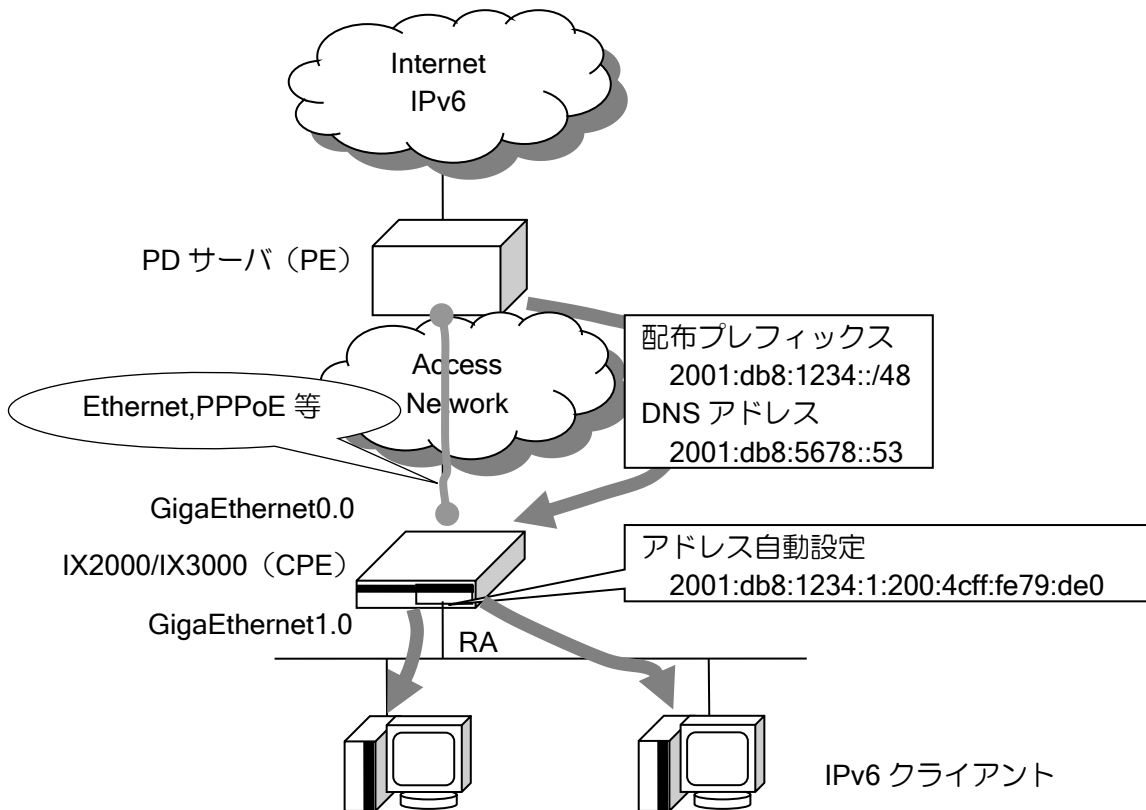 Internet
IPv6
PD サーバ（PE）
配布プレフィックス
2001:db8:1234::/48
DNS アドレス
2001:db8:5678::53
Access
Network
Ethernet,PPPoE 等
GigaEthernet0.0
IX2000/IX3000（CPE）
アドレス自動設定
2001:db8:1234:1:200:4cff:fe79:de0
GigaEthernet1.0
RA
IPv6 クライアント